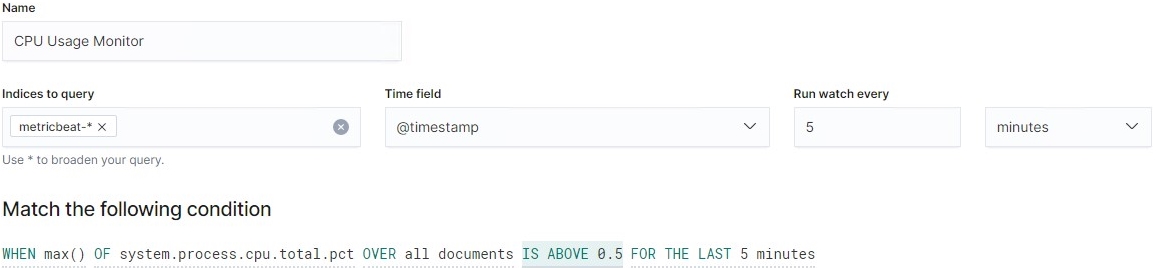 Name
CPU Usage Monitor
Indices to query
Time field
Run watch every
metricbeat-* ×
@timestamp
5
minutes
Use * to broaden your query.
Match the following condition
WHEN max() OF system.process.cpu.total.pct OVER all documents IS ABOVE 0.5 FOR THE LAST 5 minutes